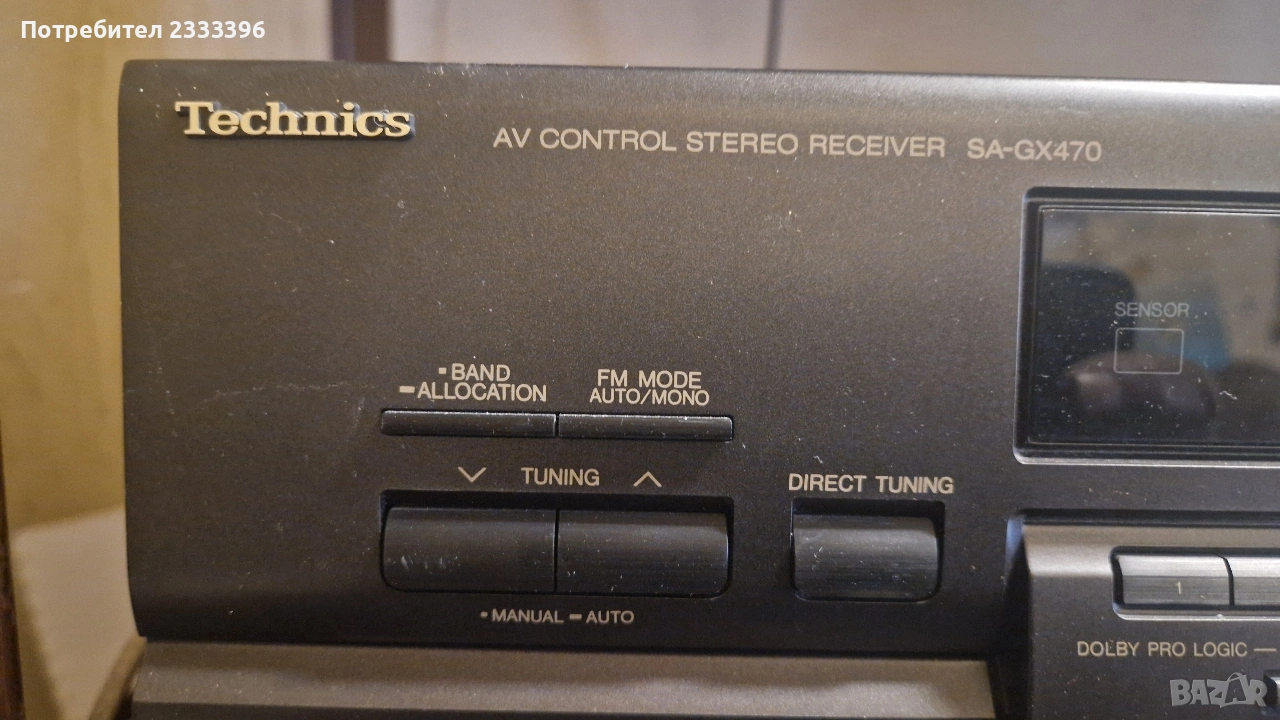 Потребител 2333396
Technics
AV CONTROL STEREO RECEIVER SA-GX470
SENSOR
▪BAND
▬ALLOCATION
FM MODE
AUTO/MONO
∨ TUNING ∧
DIRECT TUNING
▪MANUAL ▬AUTO
1
DOLBY PRO LOGIC —
BAZAR